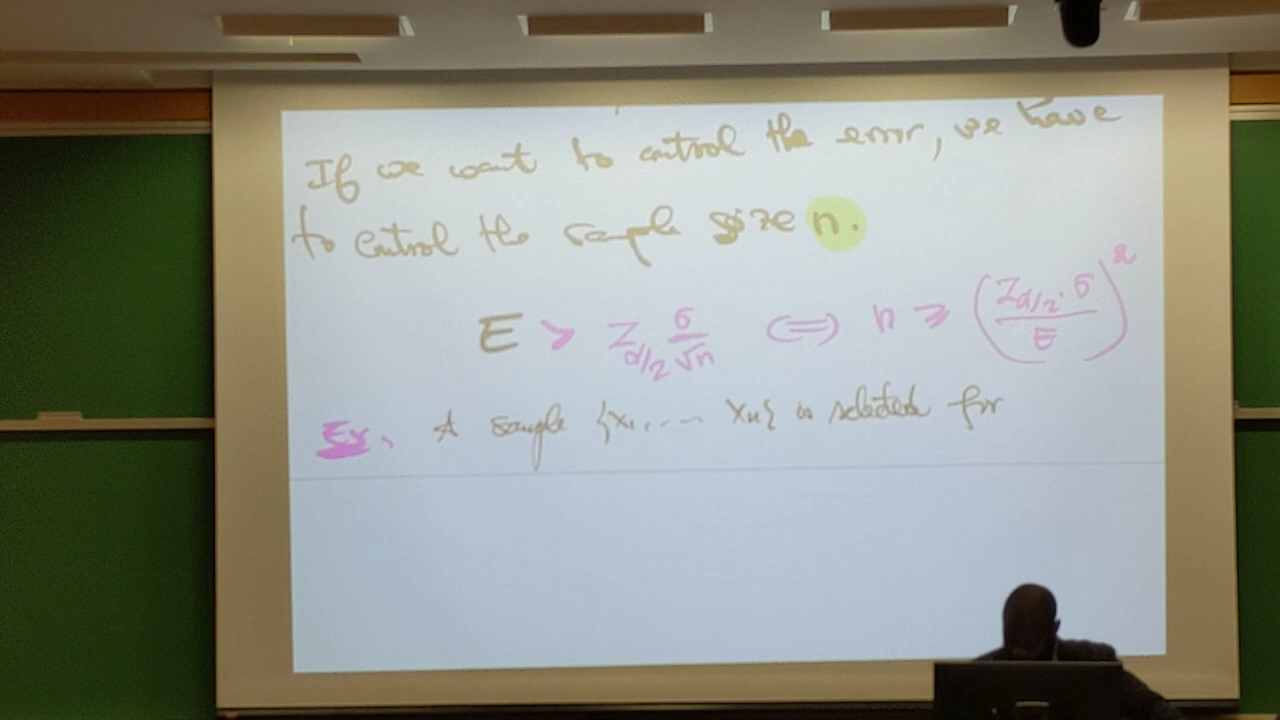 If we want to control the error, we have
to control the sample size n.
E > Z_{α/2} σ/√n ⟺ n ≥ (Z_{α/2} · σ / E)^2
Ex. A sample {x₁, ... xₙ} is selected for